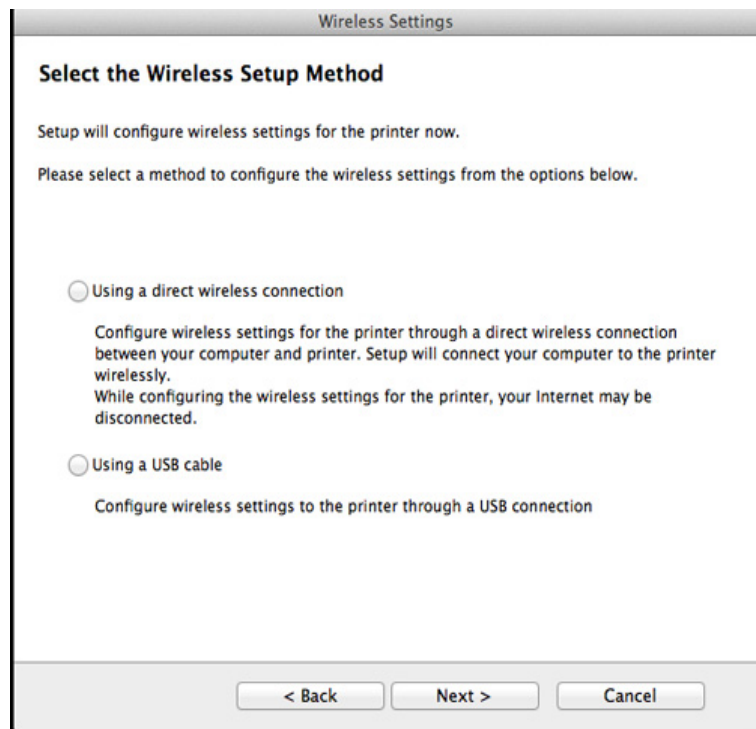 Wireless Settings
Select the Wireless Setup Method
Setup will configure wireless settings for the printer now.
Please select a method to configure the wireless settings from the options below.
Using a direct wireless connection
Configure wireless settings for the printer through a direct wireless connection
between your computer and printer. Setup will connect your computer to the printer
wirelessly.
While configuring the wireless settings for the printer, your Internet may be
disconnected.
Using a USB cable
Configure wireless settings to the printer through a USB connection
< Back Next > Cancel